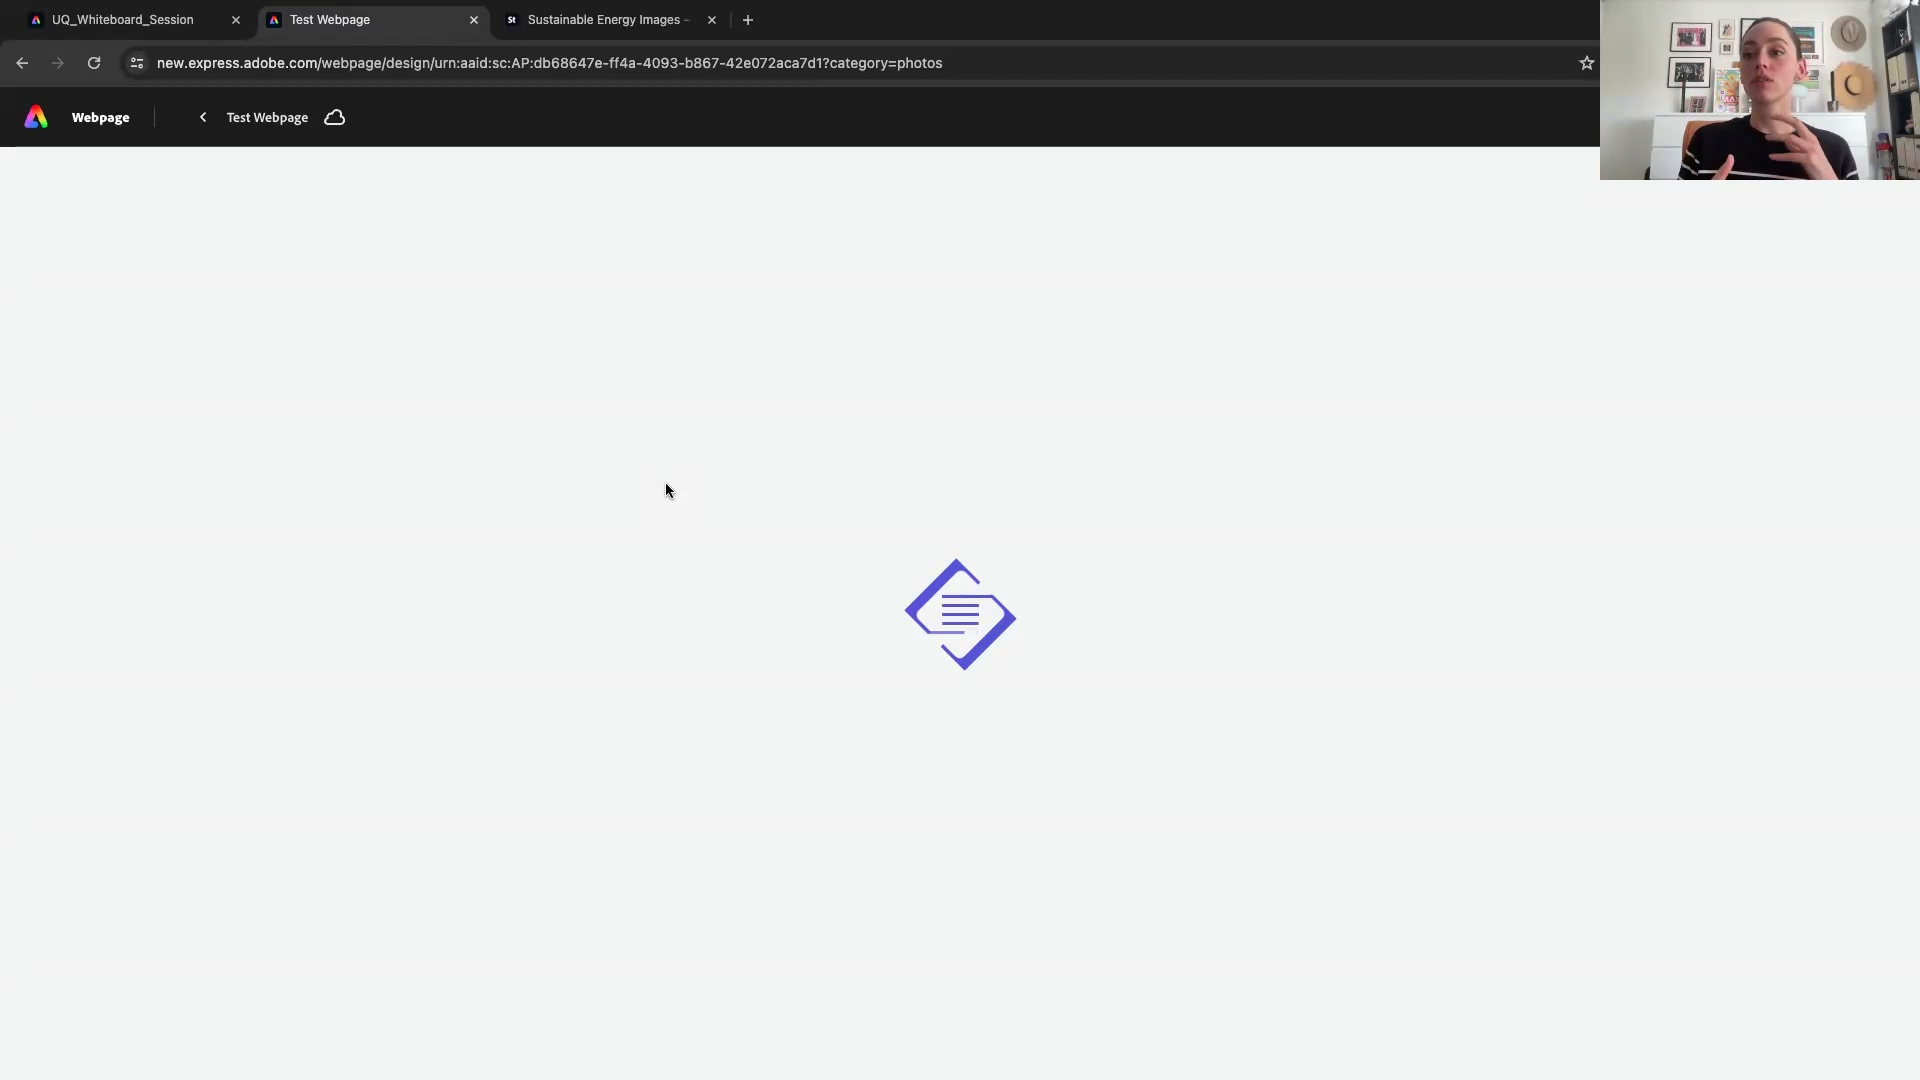 UQ_Whiteboard_Session
Test Webpage
St
Sustainable Energy Images -
new.express.adobe.com/webpage/design/urn:aaid:sc:AP:db68647e-ff4a-4093-b867-42e072aca7d1?category=photos
Webpage
Test Webpage